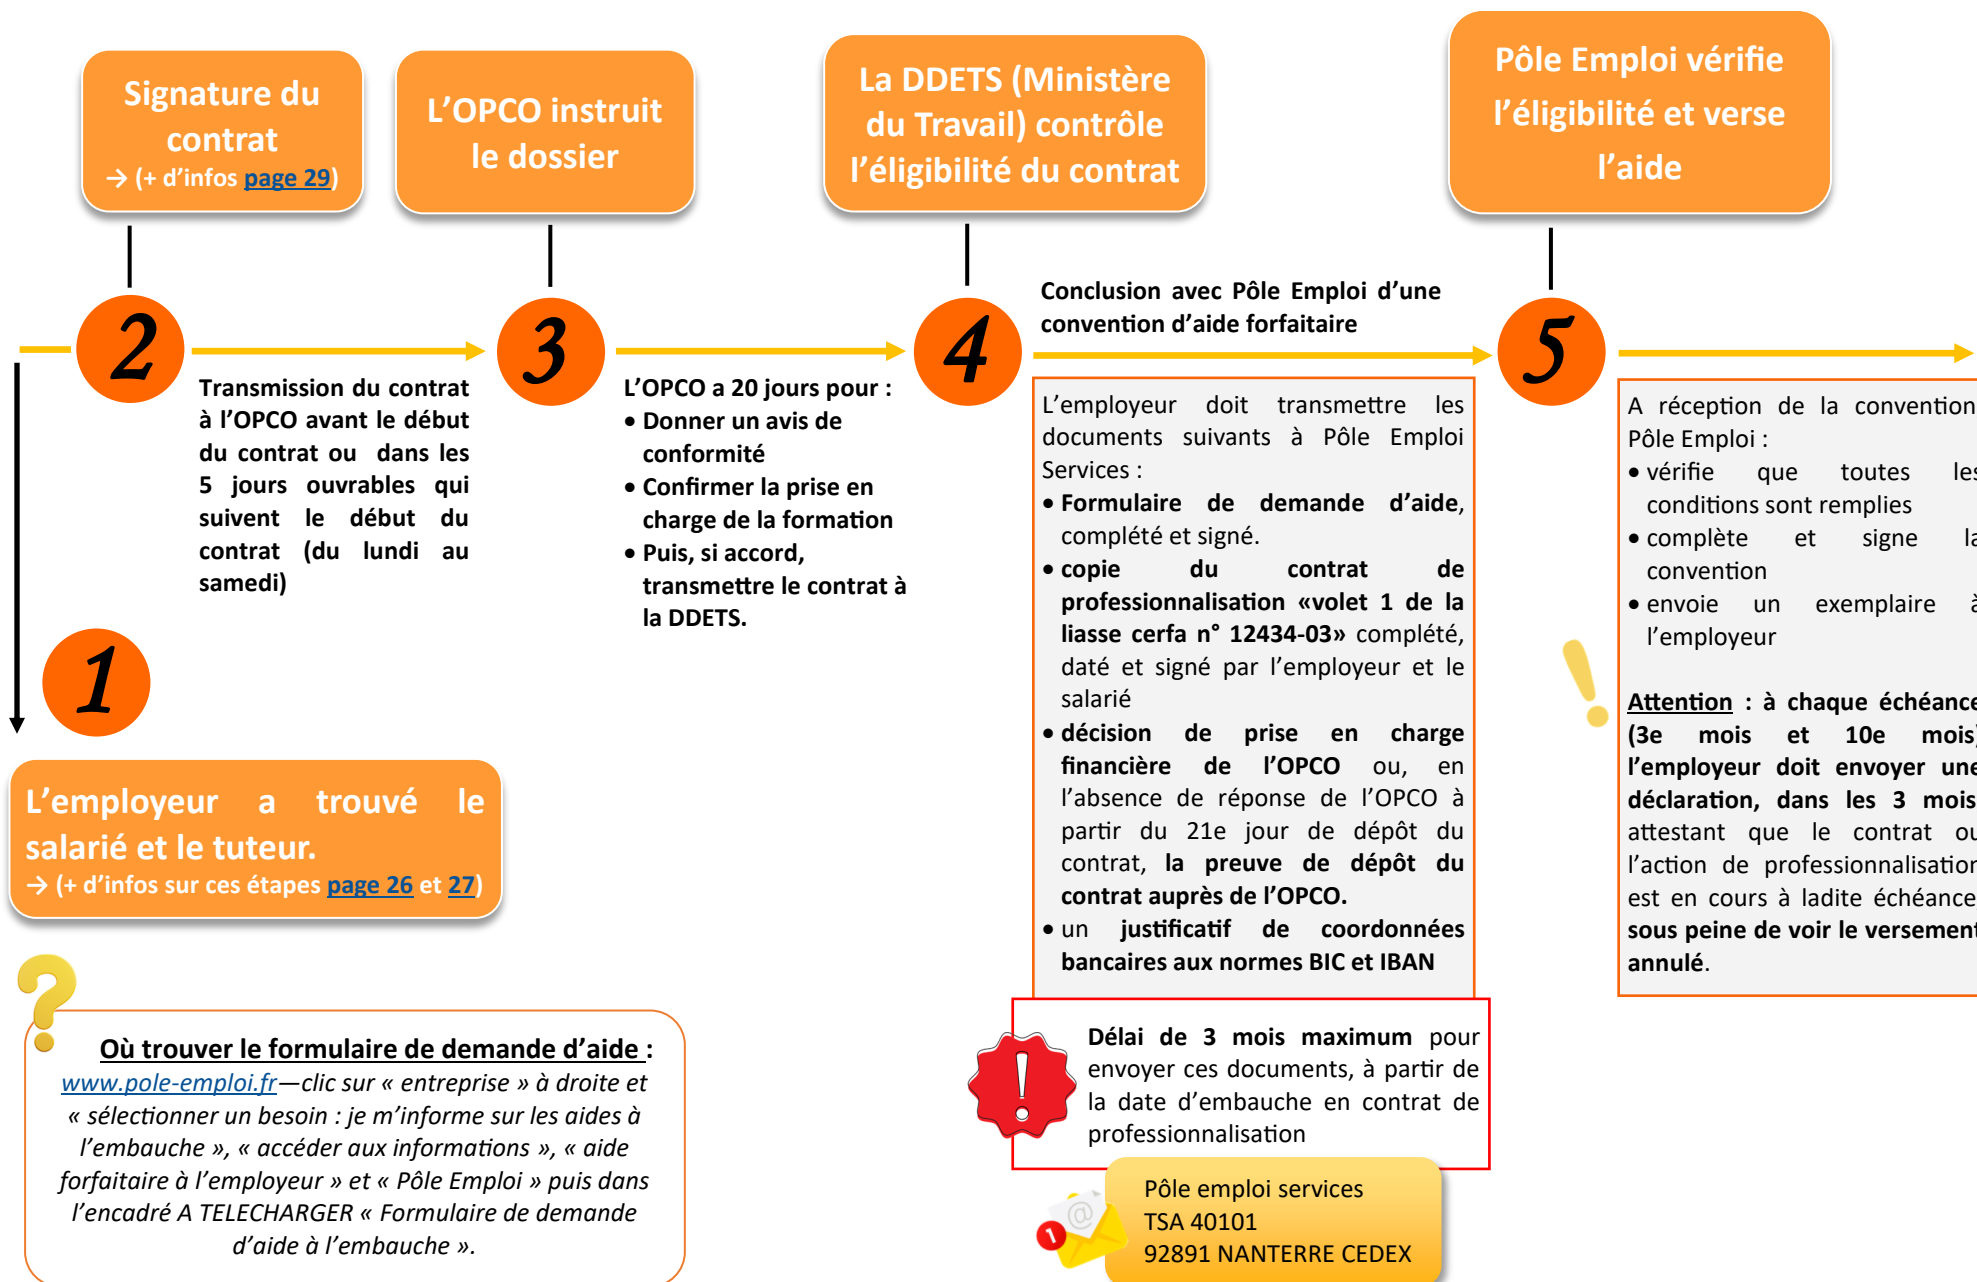 Signature du
contrat
→ (+ d’infos page 29)
L’OPCO instruit
le dossier
La DDETS (Ministère
du Travail) contrôle
l’éligibilité du contrat
Pôle Emploi vérifie
l’éligibilité et verse
l’aide
2
Transmission du contrat
à l’OPCO avant le début
du contrat ou dans les
5 jours ouvrables qui
suivent le début du
contrat (du lundi au
samedi)
3
L’OPCO a 20 jours pour :
• Donner un avis de
conformité
• Confirmer la prise en
charge de la formation
• Puis, si accord,
transmettre le contrat à
la DDETS.
4
Conclusion avec Pôle Emploi d’une
convention d’aide forfaitaire
L’employeur doit transmettre les
documents suivants à Pôle Emploi
Services :
• Formulaire de demande d’aide,
complété et signé.
• copie du contrat de
professionnalisation «volet 1 de la
liasse cerfa n° 12434-03» complété,
daté et signé par l’employeur et le
salarié
• décision de prise en charge
financière de l’OPCO ou, en
l’absence de réponse de l’OPCO à
partir du 21e jour de dépôt du
contrat, la preuve de dépôt du
contrat auprès de l’OPCO.
• un justificatif de coordonnées
bancaires aux normes BIC et IBAN
Délai de 3 mois maximum pour
envoyer ces documents, à partir de
la date d’embauche en contrat de
professionnalisation
Pôle emploi services
TSA 40101
92891 NANTERRE CEDEX
5
A réception de la convention
Pôle Emploi :
• vérifie que toutes les
conditions sont remplies
• complète et signe la
convention
• envoie un exemplaire à
l’employeur
Attention : à chaque échéance
(3e mois et 10e mois)
l’employeur doit envoyer une
déclaration, dans les 3 mois
attestant que le contrat ou
l’action de professionnalisation
est en cours à ladite échéance,
sous peine de voir le versement
annulé.
1
L’employeur a trouvé le
salarié et le tuteur.
→ (+ d’infos sur ces étapes page 26 et 27)
Où trouver le formulaire de demande d’aide :
www.pole-emploi.fr—clic sur « entreprise » à droite et
« sélectionner un besoin : je m’informe sur les aides à
l’embauche », « accéder aux informations », « aide
forfaitaire à l’employeur » et « Pôle Emploi » puis dans
l’encadré A TELECHARGER « Formulaire de demande
d’aide à l’embauche ».